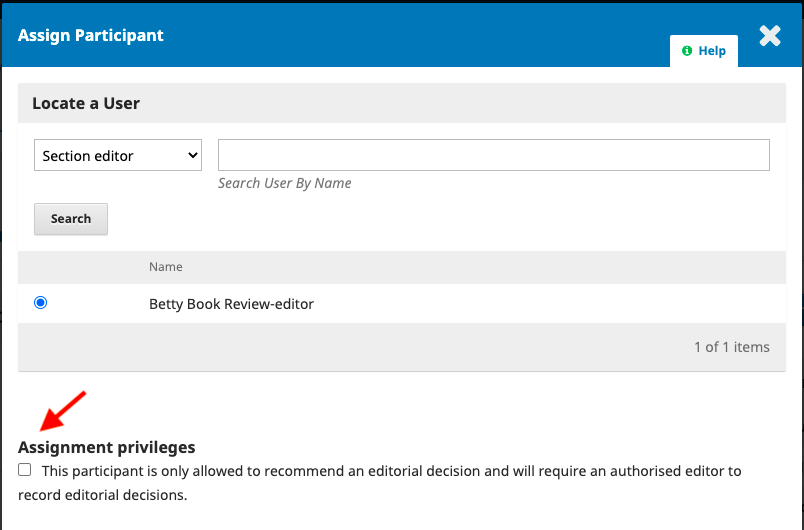 Assign Participant
Help
Locate a User
Section editor
Search User By Name
Search
Name
Betty Book Review-editor
1 of 1 items
Assignment privileges
This participant is only allowed to recommend an editorial decision and will require an authorised editor to
record editorial decisions.